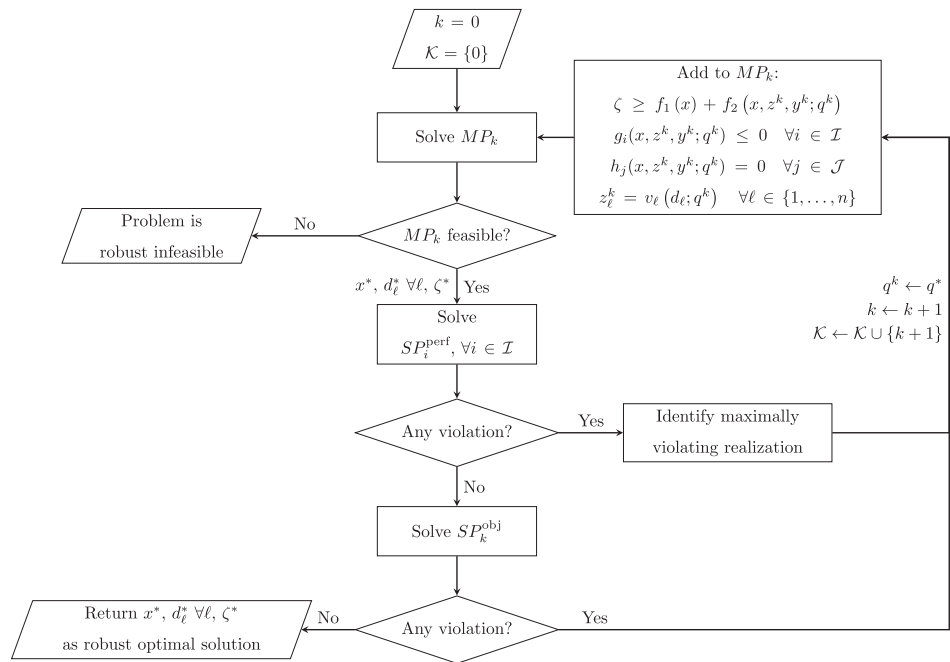 k = 0
𝒦 = {0}
Add to MP_k:
ζ ≥ f_1(x) + f_2(x, z^k, y^k; q^k)
g_i(x, z^k, y^k; q^k) ≤ 0 ∀i ∈ ℐ
h_j(x, z^k, y^k; q^k) = 0 ∀j ∈ 𝒥
z_ℓ^k = v_ℓ(d_ℓ; q^k) ∀ℓ ∈ {1, …, n}
Solve MP_k
MP_k feasible?
No
Problem is
robust infeasible
x^*, d_ℓ^* ∀ℓ, ζ^*
Yes
q^k ← q^*
k ← k + 1
𝒦 ← 𝒦 ∪ {k + 1}
Solve
SP_i^perf, ∀i ∈ ℐ
Any violation?
Yes
Identify maximally
violating realization
No
Solve SP_k^obj
Any violation?
No
Yes
Return x^*, d_ℓ^* ∀ℓ, ζ^*
as robust optimal solution